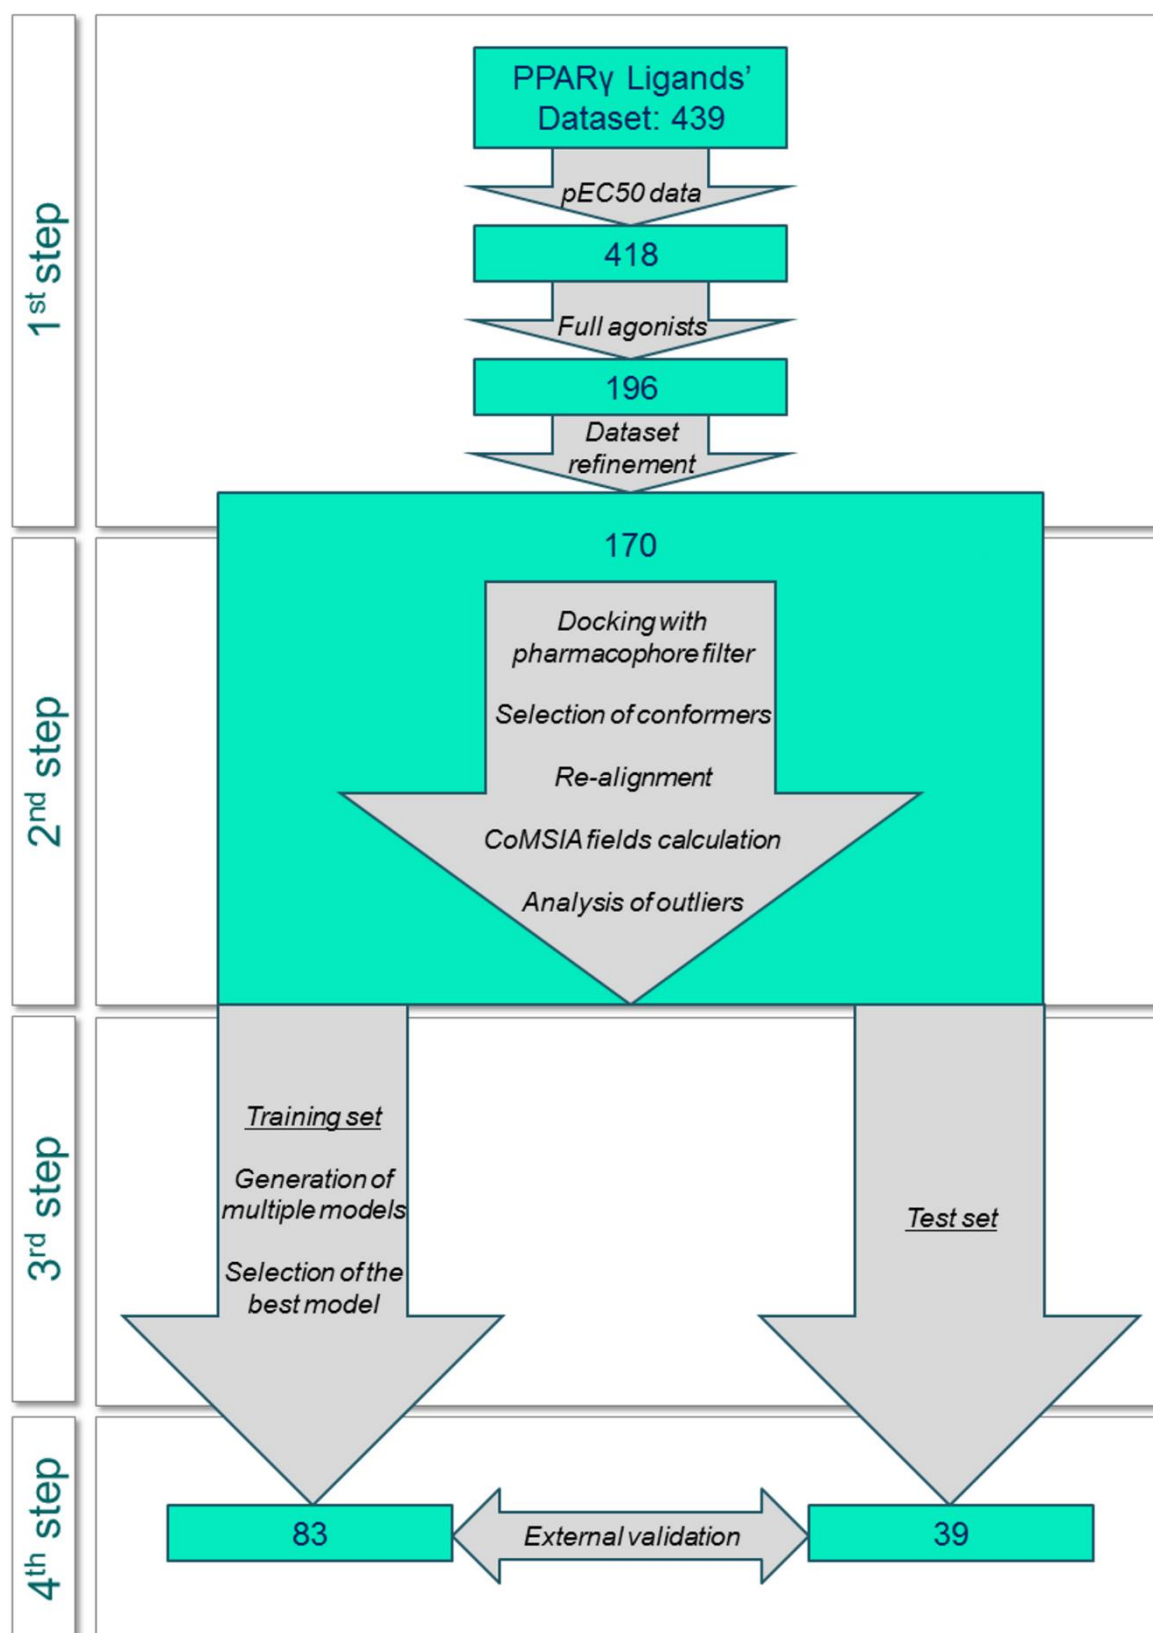 1st step
PPARγ Ligands'
Dataset: 439
pEC50 data
418
Full agonists
196
Dataset
refinement
2nd step
170
Docking with
pharmacophore filter
Selection of conformers
Re-alignment
CoMSIA fields calculation
Analysis of outliers
3rd step
Training set
Generation of
multiple models
Selection of the
best model
Test set
4th step
83
External validation
39